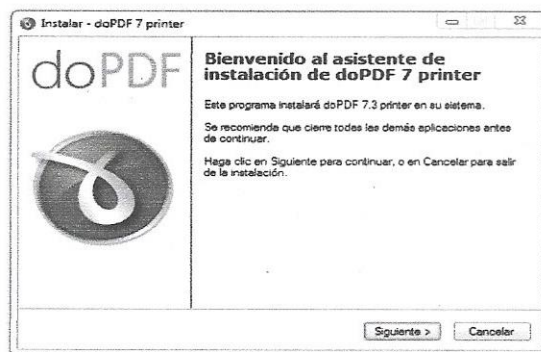 Instalar - doPDF 7 printer
doPDF
Bienvenido al asistente de
instalación de doPDF 7 printer
Este programa instalará doPDF 7.3 printer en su sistema.
Se recomienda que cierre todas las demás aplicaciones antes
de continuar.
Haga clic en Siguiente para continuar, o en Cancelar para salir
de la instalación.
Siguiente >
Cancelar